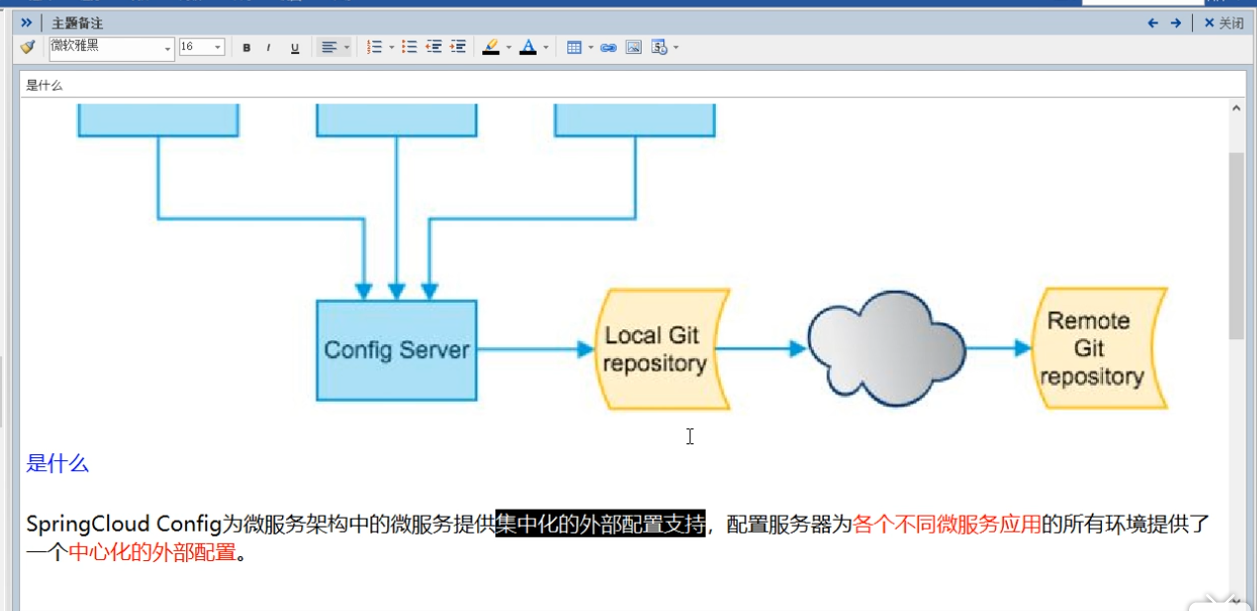 主题备注
关闭
微软雅黑
16
B
I
U
A
是什么
Config Server
Local Git
repository
Remote
Git
repository
是什么
SpringCloud Config为微服务架构中的微服务提供集中化的外部配置支持，配置服务器为各个不同微服务应用的所有环境提供了
一个中心化的外部配置。